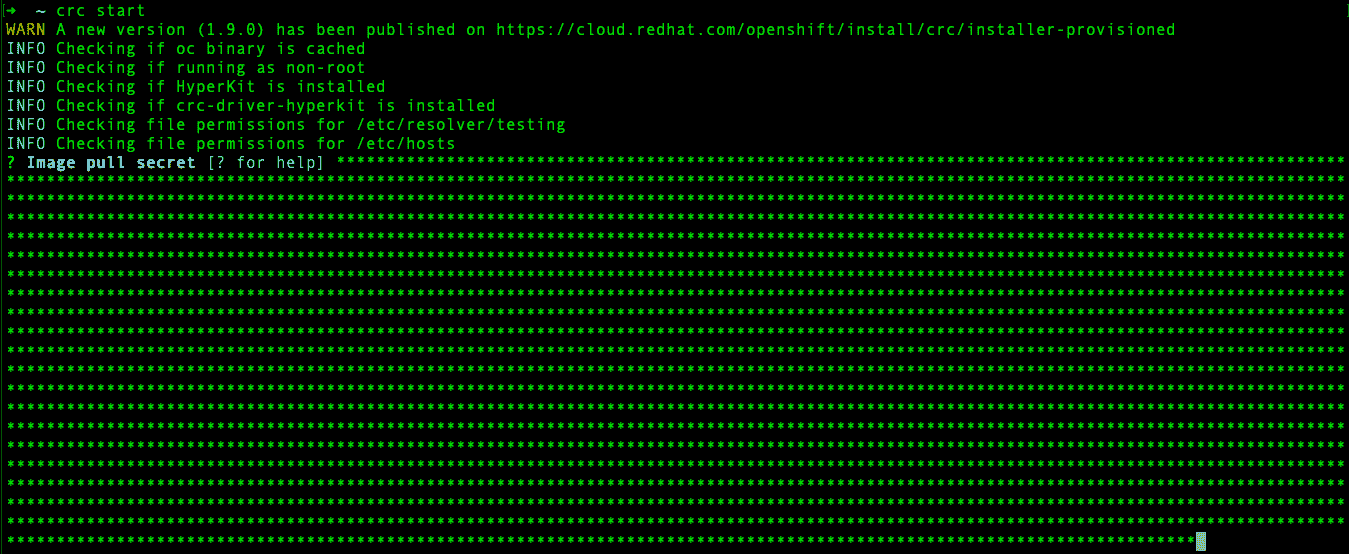 [➜  ~ crc start ]
WARN A new version (1.9.0) has been published on https://cloud.redhat.com/openshift/install/crc/installer-provisioned
INFO Checking if oc binary is cached
INFO Checking if running as non-root
INFO Checking if HyperKit is installed
INFO Checking if crc-driver-hyperkit is installed
INFO Checking file permissions for /etc/resolver/testing
INFO Checking file permissions for /etc/hosts
? Image pull secret [? for help] *****************************************************************************************************